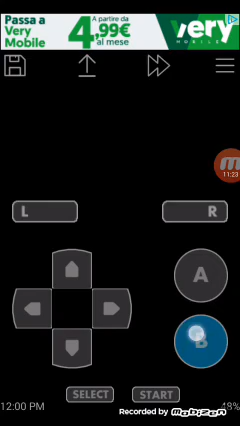 Passa a
Very
Mobile
A partire da
4,99€
al mese
very
MOBILE
11:23
L
R
A
B
SELECT
START
12:00 PM
48%
Recorded by mobizen